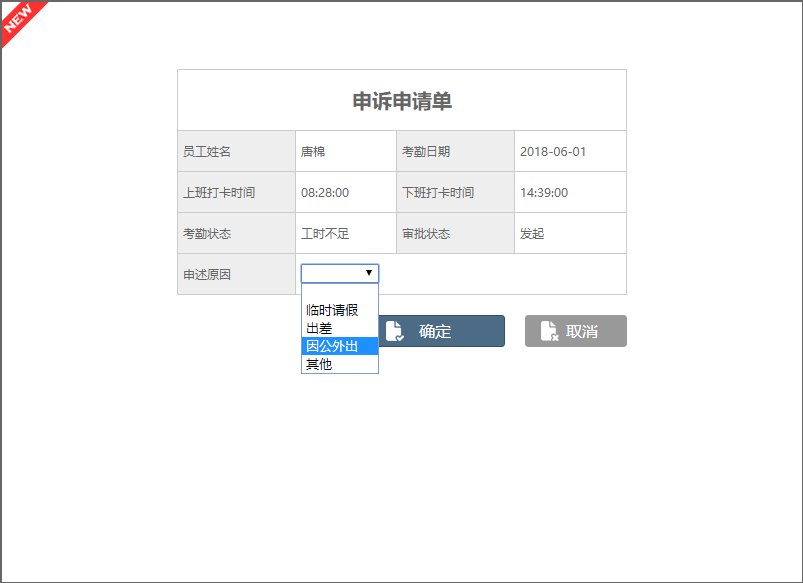 NEW
申诉申请单
员工姓名 唐棉 考勤日期 2018-06-01
上班打卡时间 08:28:00 下班打卡时间 14:39:00
考勤状态 工时不足 审批状态 发起
申述原因
临时请假
出差
因公外出
其他
确定 取消